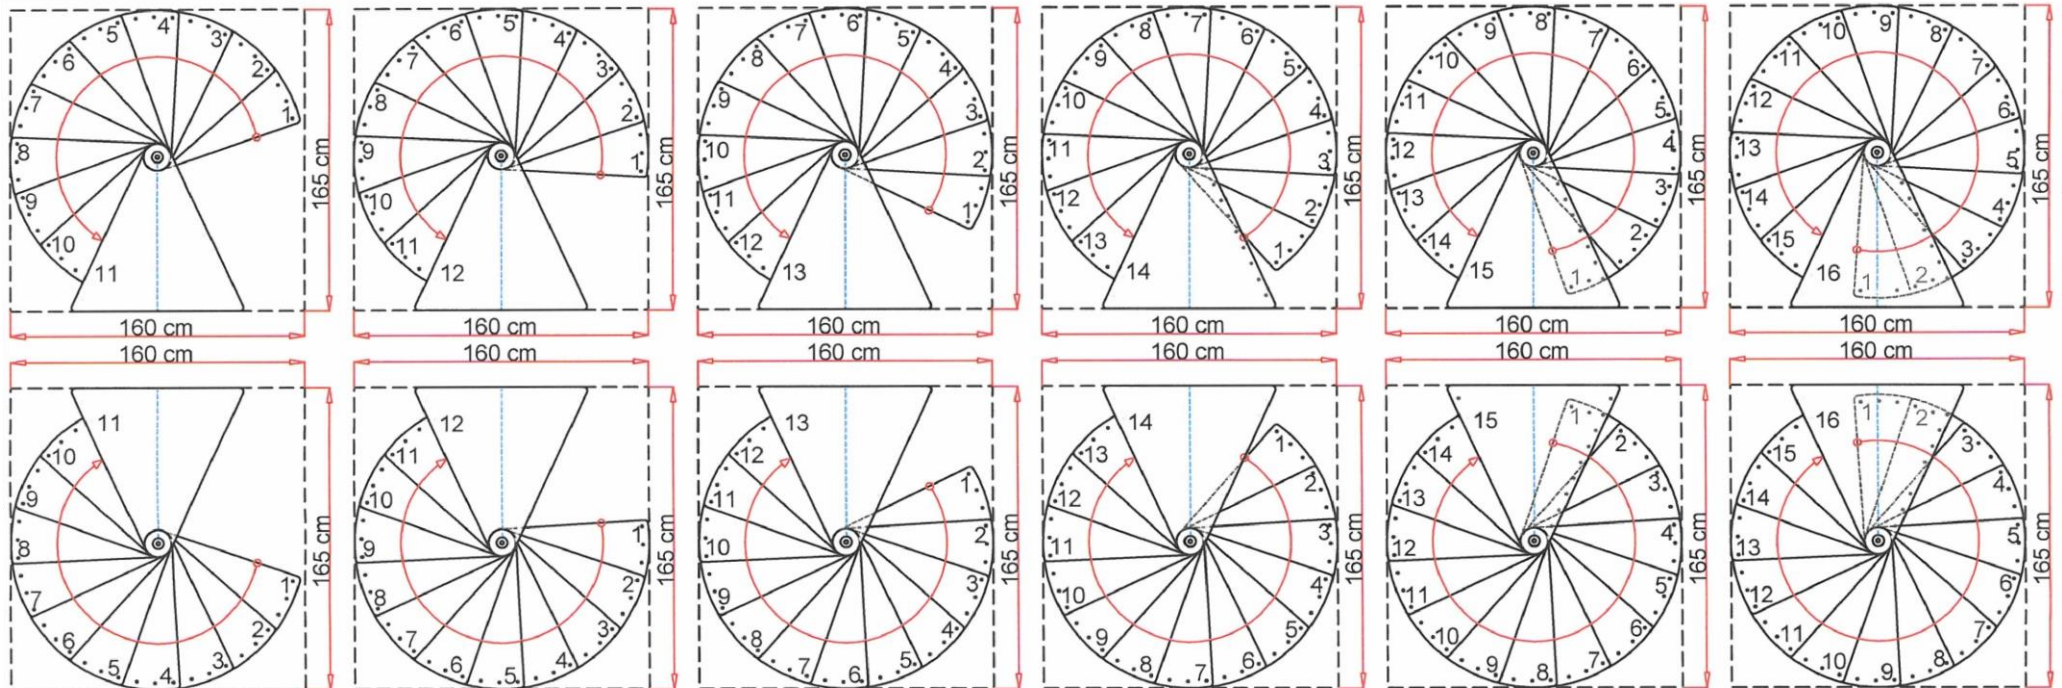 5 4 3 2 1 6 7 8 9 10 11
165 cm
160 cm
6 5 4 3 2 1 7 8 9 10 11 12
165 cm
160 cm
7 6 5 4 3 2 1 8 9 10 11 12 13
165 cm
160 cm
8 7 6 5 4 3 2 1 9 10 11 12 13 14
165 cm
160 cm
9 8 7 6 5 4 3 2 1 10 11 12 13 14 15
165 cm
160 cm
10 9 8 7 6 5 4 3 2 1 11 12 13 14 15 16
165 cm
160 cm
160 cm
11 10 9 8 7 6 5 4 3 2 1
165 cm
160 cm
12 11 10 9 8 7 6 5 4 3 2 1
165 cm
160 cm
13 12 11 10 9 8 7 6 5 4 3 2 1
165 cm
160 cm
14 13 12 11 10 9 8 7 6 5 4 3 2 1
165 cm
160 cm
15 14 13 12 11 10 9 8 7 6 5 4 3 2 1
165 cm
160 cm
16 15 14 13 12 11 10 9 8 7 6 5 4 3 2 1
165 cm